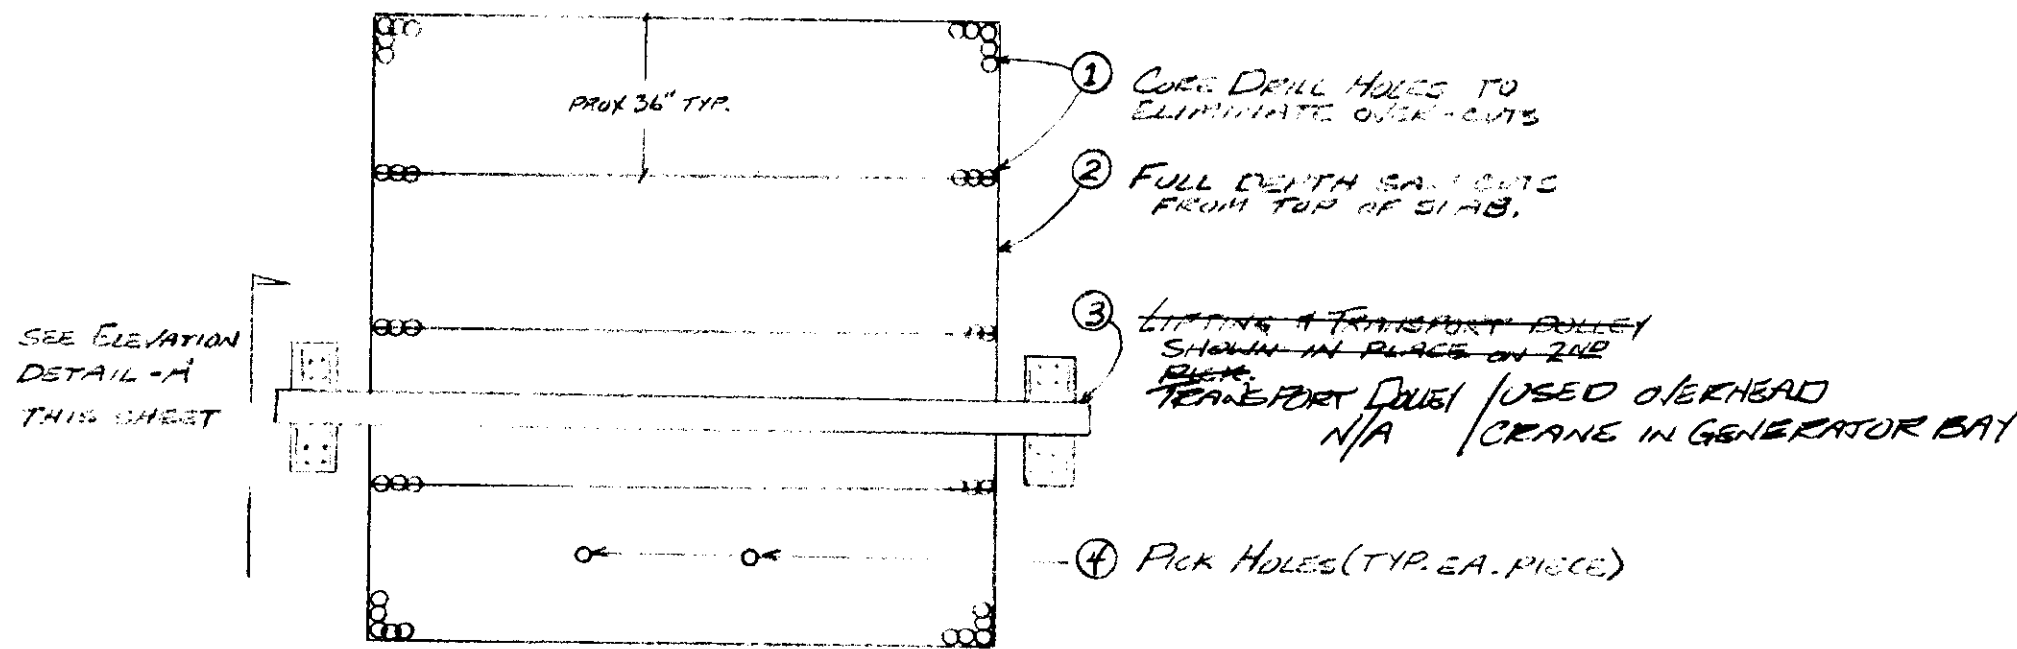 PROX 36" TYP.
1 CORE DRILL HOLES TO
ELIMINATE OVER-CUTS
2 FULL DEPTH SAW CUTS
FROM TOP OF SLAB.
SEE ELEVATION
DETAIL-A
THIS SHEET
3 LIFTING & TRANSPORT DOLLEY
SHOWN IN PLACE ON 2ND
PICK.
TRANSPORT DOLLEY / USED OVERHEAD
N/A / CRANE IN GENERATOR BAY
4 PICK HOLES (TYP. EA. PIECE)